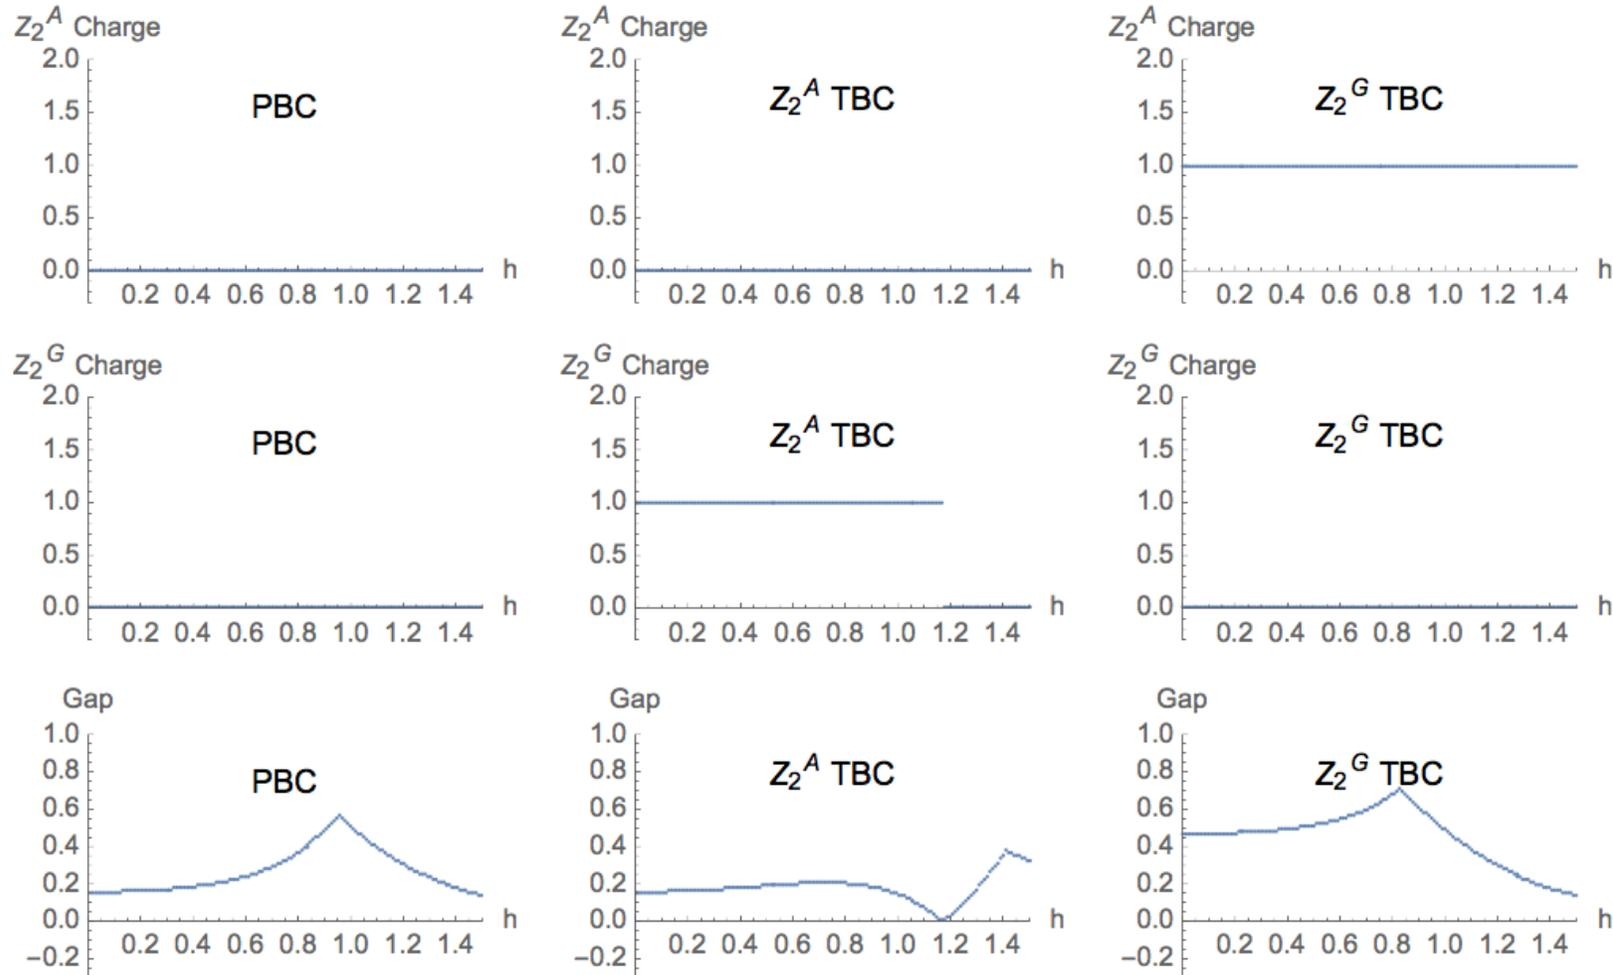 Z₂ᴬ Charge Z₂ᴬ Charge Z₂ᴬ Charge
2.0 2.0 2.0
PBC Z₂ᴬ TBC Z₂ᴳ TBC
1.5 1.5 1.5
1.0 1.0 1.0
0.5 0.5 0.5
0.0 h 0.0 h 0.0 h
0.2 0.4 0.6 0.8 1.0 1.2 1.4 0.2 0.4 0.6 0.8 1.0 1.2 1.4 0.2 0.4 0.6 0.8 1.0 1.2 1.4
Z₂ᴳ Charge Z₂ᴳ Charge Z₂ᴳ Charge
2.0 2.0 2.0
PBC Z₂ᴬ TBC Z₂ᴳ TBC
1.5 1.5 1.5
1.0 1.0 1.0
0.5 0.5 0.5
0.0 h 0.0 h 0.0 h
0.2 0.4 0.6 0.8 1.0 1.2 1.4 0.2 0.4 0.6 0.8 1.0 1.2 1.4 0.2 0.4 0.6 0.8 1.0 1.2 1.4
Gap Gap Gap
1.0 1.0 1.0
0.8 PBC 0.8 Z₂ᴬ TBC 0.8 Z₂ᴳ TBC
0.6 0.6 0.6
0.4 0.4 0.4
0.2 0.2 0.2
0.0 h 0.0 h 0.0 h
0.2 0.4 0.6 0.8 1.0 1.2 1.4 0.2 0.4 0.6 0.8 1.0 1.2 1.4 0.2 0.4 0.6 0.8 1.0 1.2 1.4
−0.2 −0.2 −0.2